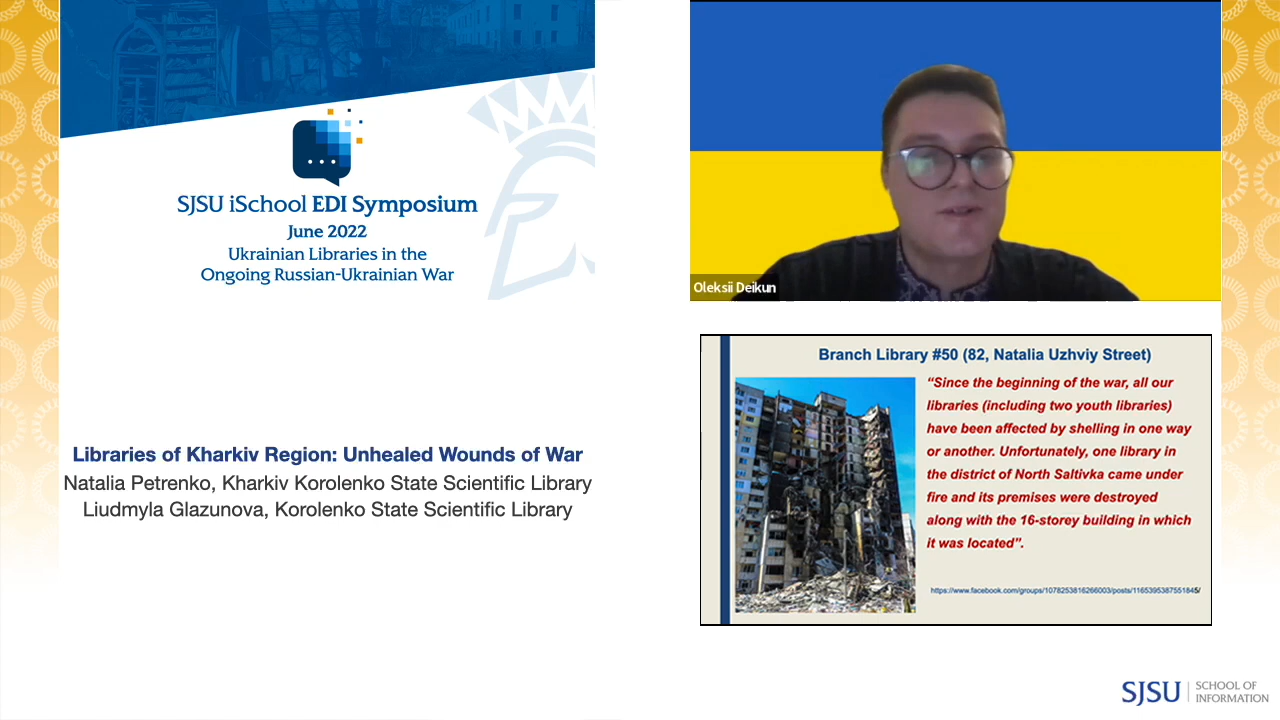 SJSU iSchool EDI Symposium
June 2022
Ukrainian Libraries in the
Ongoing Russian-Ukrainian War
Libraries of Kharkiv Region: Unhealed Wounds of War
Natalia Petrenko, Kharkiv Korolenko State Scientific Library
Liudmyla Glazunova, Korolenko State Scientific Library
Oleksii Deikun
Branch Library #50 (82, Natalia Uzhviy Street)
“Since the beginning of the war, all our
libraries (including two youth libraries)
have been affected by shelling in one way
or another. Unfortunately, one library in
the district of North Saltivka came under
fire and its premises were destroyed
along with the 16-storey building in which
it was located”.
https://www.facebook.com/groups/1078253816266003/posts/1165395387551845/
SJSU SCHOOL OF
INFORMATION